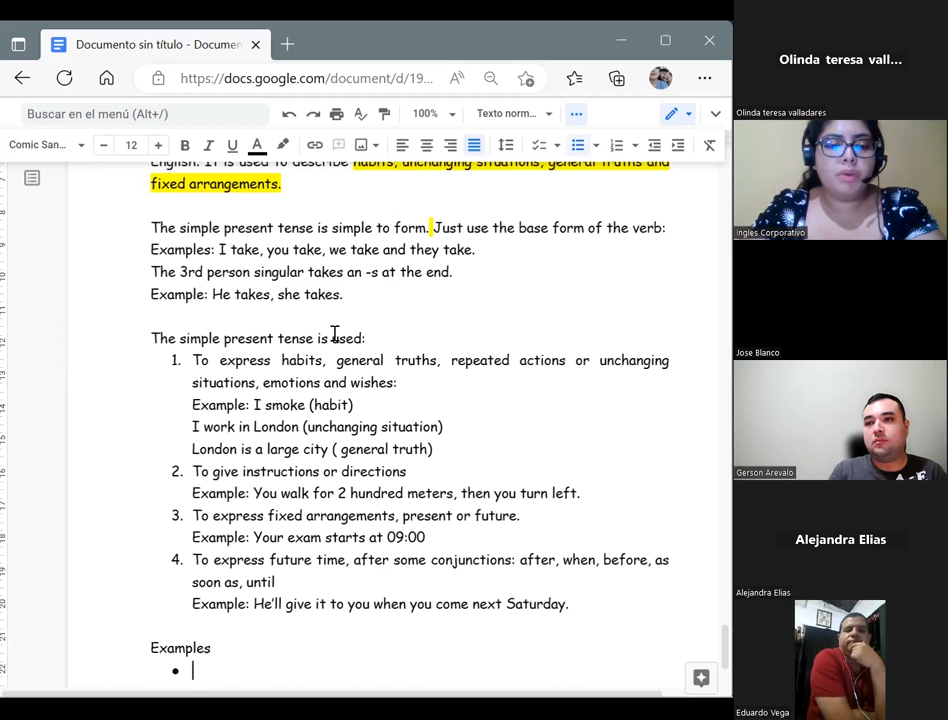 Documento sin título - Documen
https://docs.google.com/document/d/19...
Buscar en el menú (Alt+/)
100%
Texto norm...
Comic San...
12
English. It is used to describe habits, unchanging situations, general truths and
fixed arrangements.
The simple present tense is simple to form. Just use the base form of the verb:
Examples: I take, you take, we take and they take.
The 3rd person singular takes an -s at the end.
Example: He takes, she takes.
The simple present tense is used:
1. To express habits, general truths, repeated actions or unchanging
situations, emotions and wishes:
Example: I smoke (habit)
I work in London (unchanging situation)
London is a large city ( general truth)
2. To give instructions or directions
Example: You walk for 2 hundred meters, then you turn left.
3. To express fixed arrangements, present or future.
Example: Your exam starts at 09:00
4. To express future time, after some conjunctions: after, when, before, as
soon as, until
Example: He'll give it to you when you come next Saturday.
Examples
Olinda teresa vall...
Olinda teresa valladares
Ingles Corporativo
Jose Blanco
Gerson Arevalo
Alejandra Elias
Alejandra Elias
Eduardo Vega